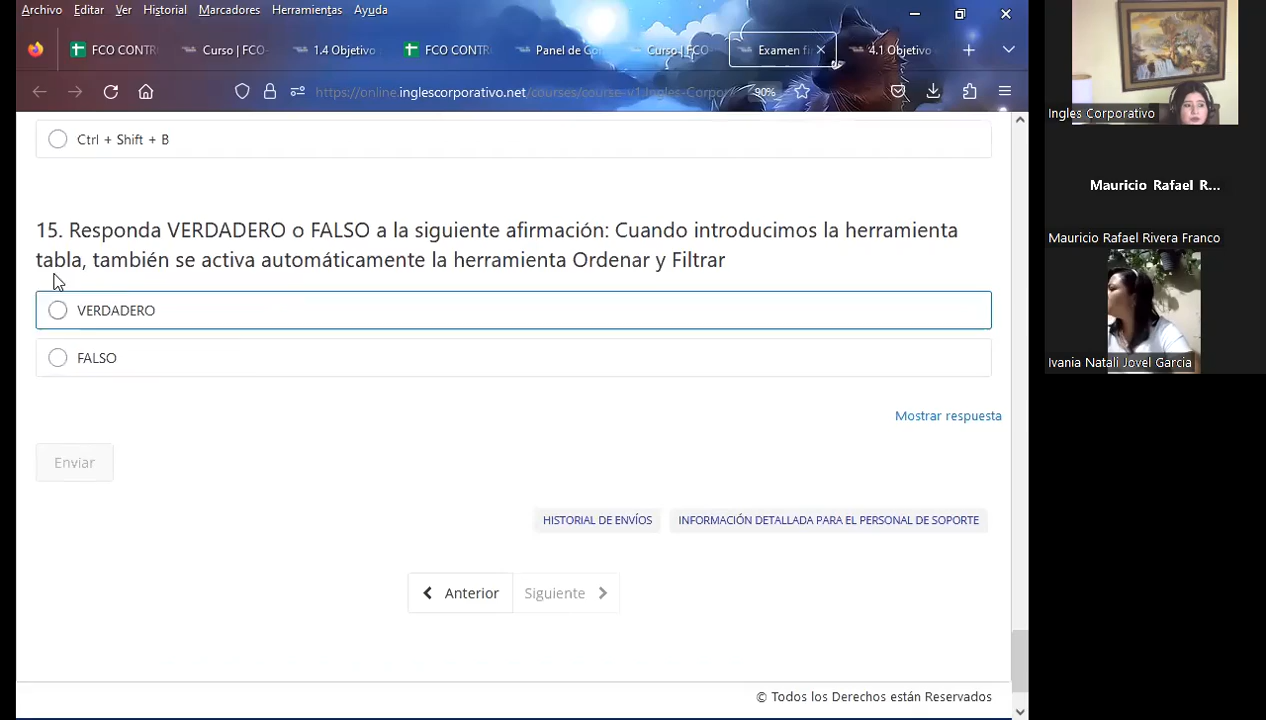 Archivo Editar Ver Historial Marcadores Herramientas Ayuda
FCO CONTR
Curso | FCO-
1.4 Objetivo
FCO CONTR
Panel de Co
Curso | FCO-
Examen fi
4.1 Objetivo
https://online.inglescorporativo.net/courses/course-v1:Ingles-Corpor
90%
Ctrl + Shift + B
15. Responda VERDADERO o FALSO a la siguiente afirmación: Cuando introducimos la herramienta
tabla, también se activa automáticamente la herramienta Ordenar y Filtrar
VERDADERO
FALSO
Mostrar respuesta
Enviar
HISTORIAL DE ENVÍOS
INFORMACIÓN DETALLADA PARA EL PERSONAL DE SOPORTE
Anterior
Siguiente
© Todos los Derechos están Reservados
Ingles Corporativo
Mauricio Rafael R...
Mauricio Rafael Rivera Franco
Ivania Natali Jovel Garcia